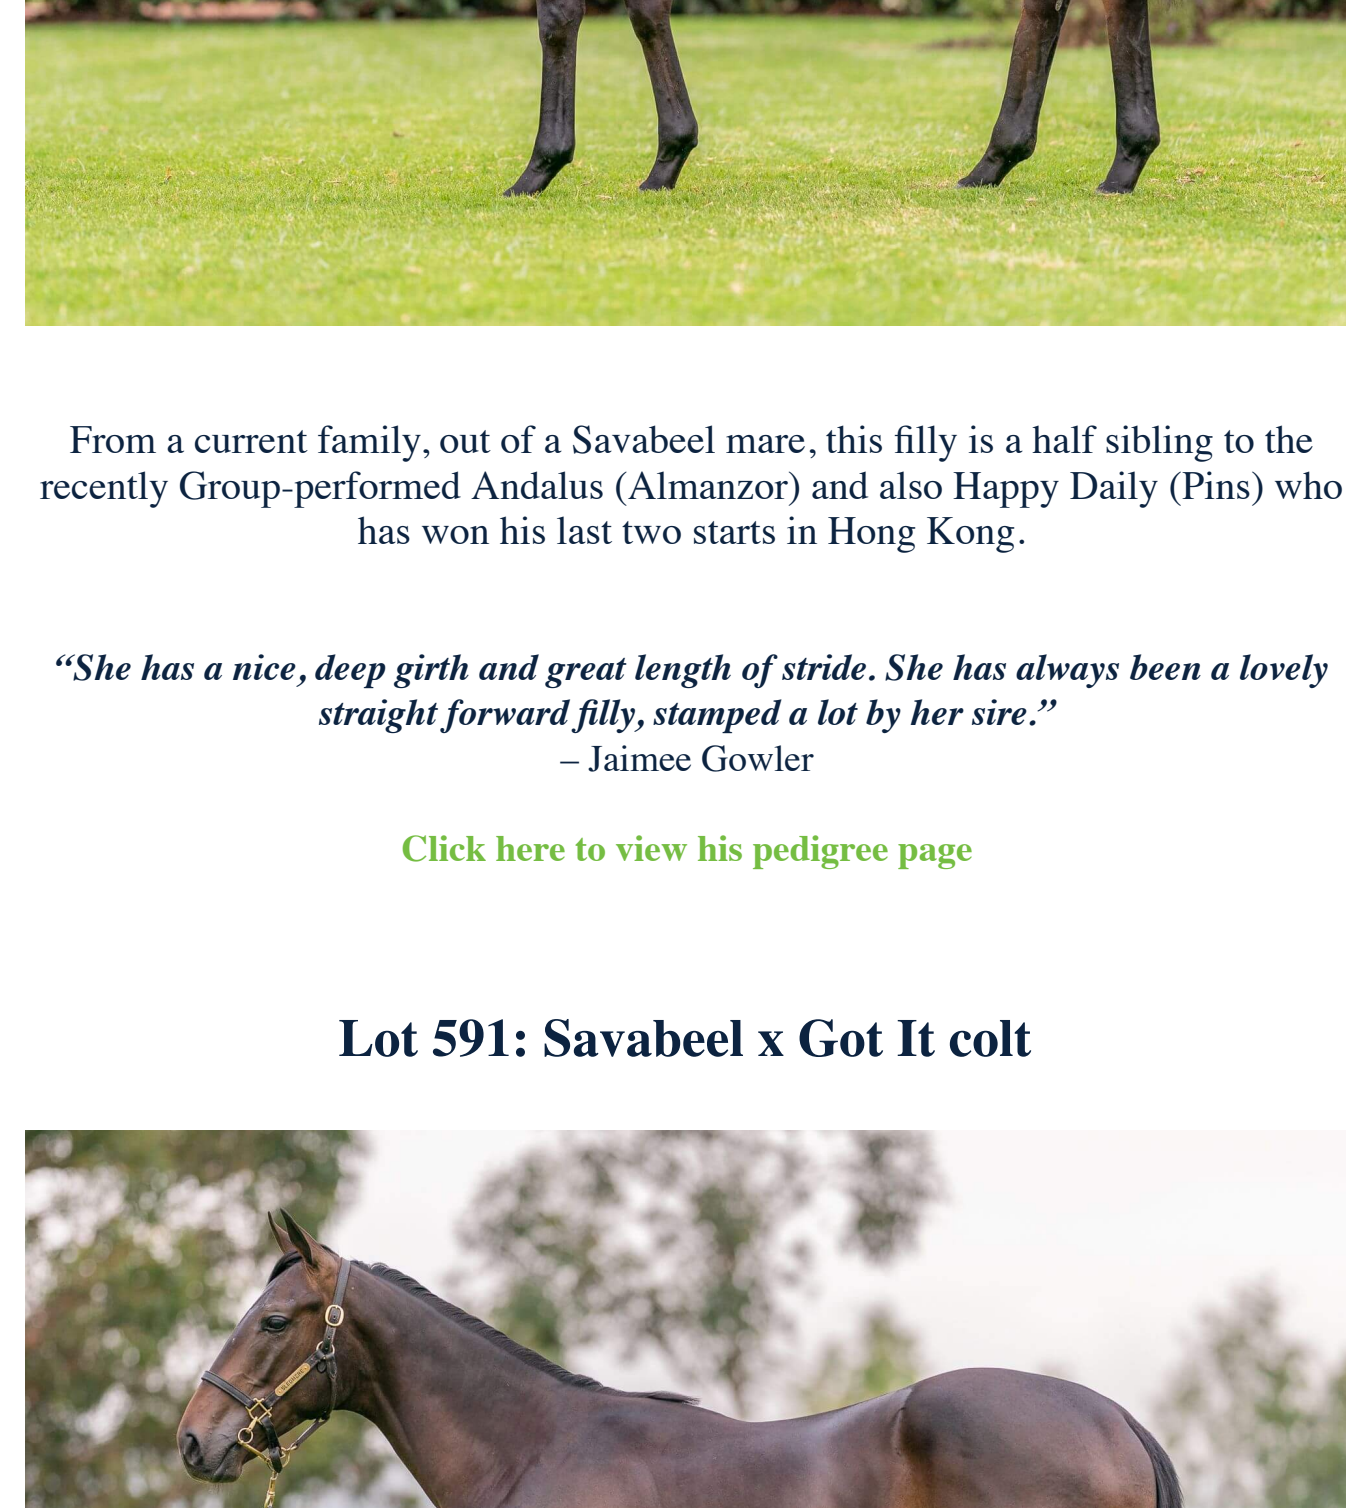 From a current family, out of a Savabeel mare, this filly is a half sibling to the
recently Group-performed Andalus (Almanzor) and also Happy Daily (Pins) who
has won his last two starts in Hong Kong.
“She has a nice, deep girth and great length of stride. She has always been a lovely
straight forward filly, stamped a lot by her sire.”
– Jaimee Gowler
Click here to view his pedigree page
Lot 591: Savabeel x Got It colt